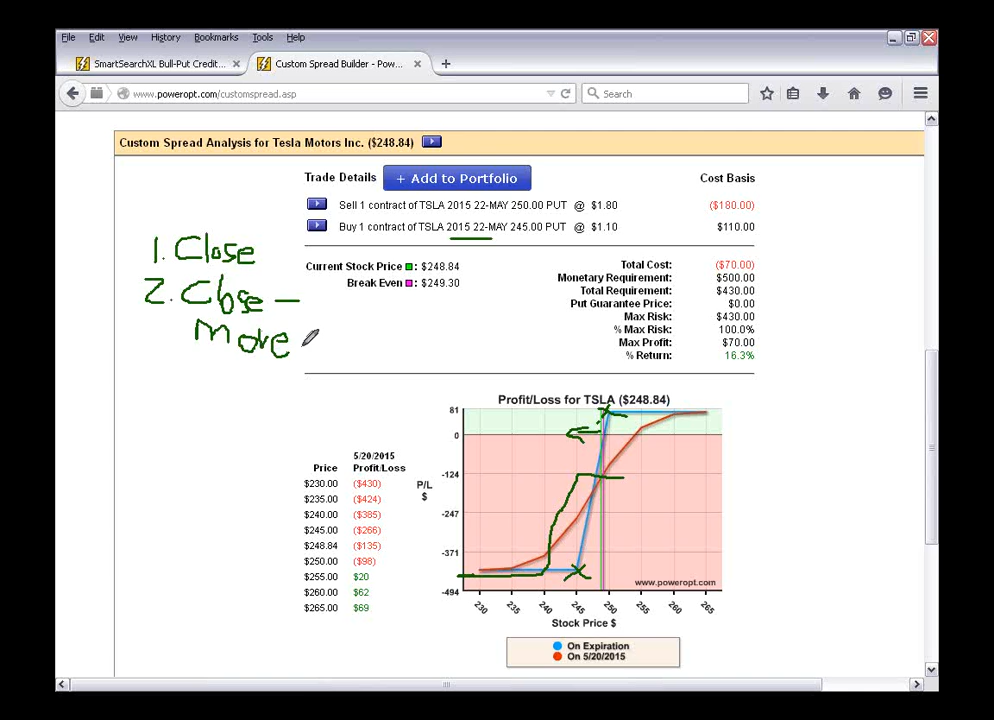 File Edit View History Bookmarks Tools Help
SmartSearchXL Bull-Put Credit... × Custom Spread Builder - Pow... × +
www.poweropt.com/customspread.asp Search
Custom Spread Analysis for Tesla Motors Inc. ($248.84)
Trade Details + Add to Portfolio Cost Basis
Sell 1 contract of TSLA 2015 22-MAY 250.00 PUT @ $1.80 ($180.00)
Buy 1 contract of TSLA 2015 22-MAY 245.00 PUT @ $1.10 $110.00
1. Close
2. Close —
Move
Current Stock Price : $248.84
Break Even : $249.30
Total Cost: ($70.00)
Monetary Requirement: $500.00
Total Requirement: $430.00
Put Guarantee Price: $0.00
Max Risk: $430.00
% Max Risk: 100.0%
Max Profit: $70.00
% Return: 16.3%
Profit/Loss for TSLA ($248.84)
5/20/2015
Price Profit/Loss
$230.00 ($430)
$235.00 ($424)
$240.00 ($385)
$245.00 ($266)
$248.84 ($135)
$250.00 ($98)
$255.00 $20
$260.00 $62
$265.00 $69
P/L
$
81
0
-124
-247
-371
-494
www.poweropt.com
230 235 240 245 250 255 260 265
Stock Price $
On Expiration
On 5/20/2015